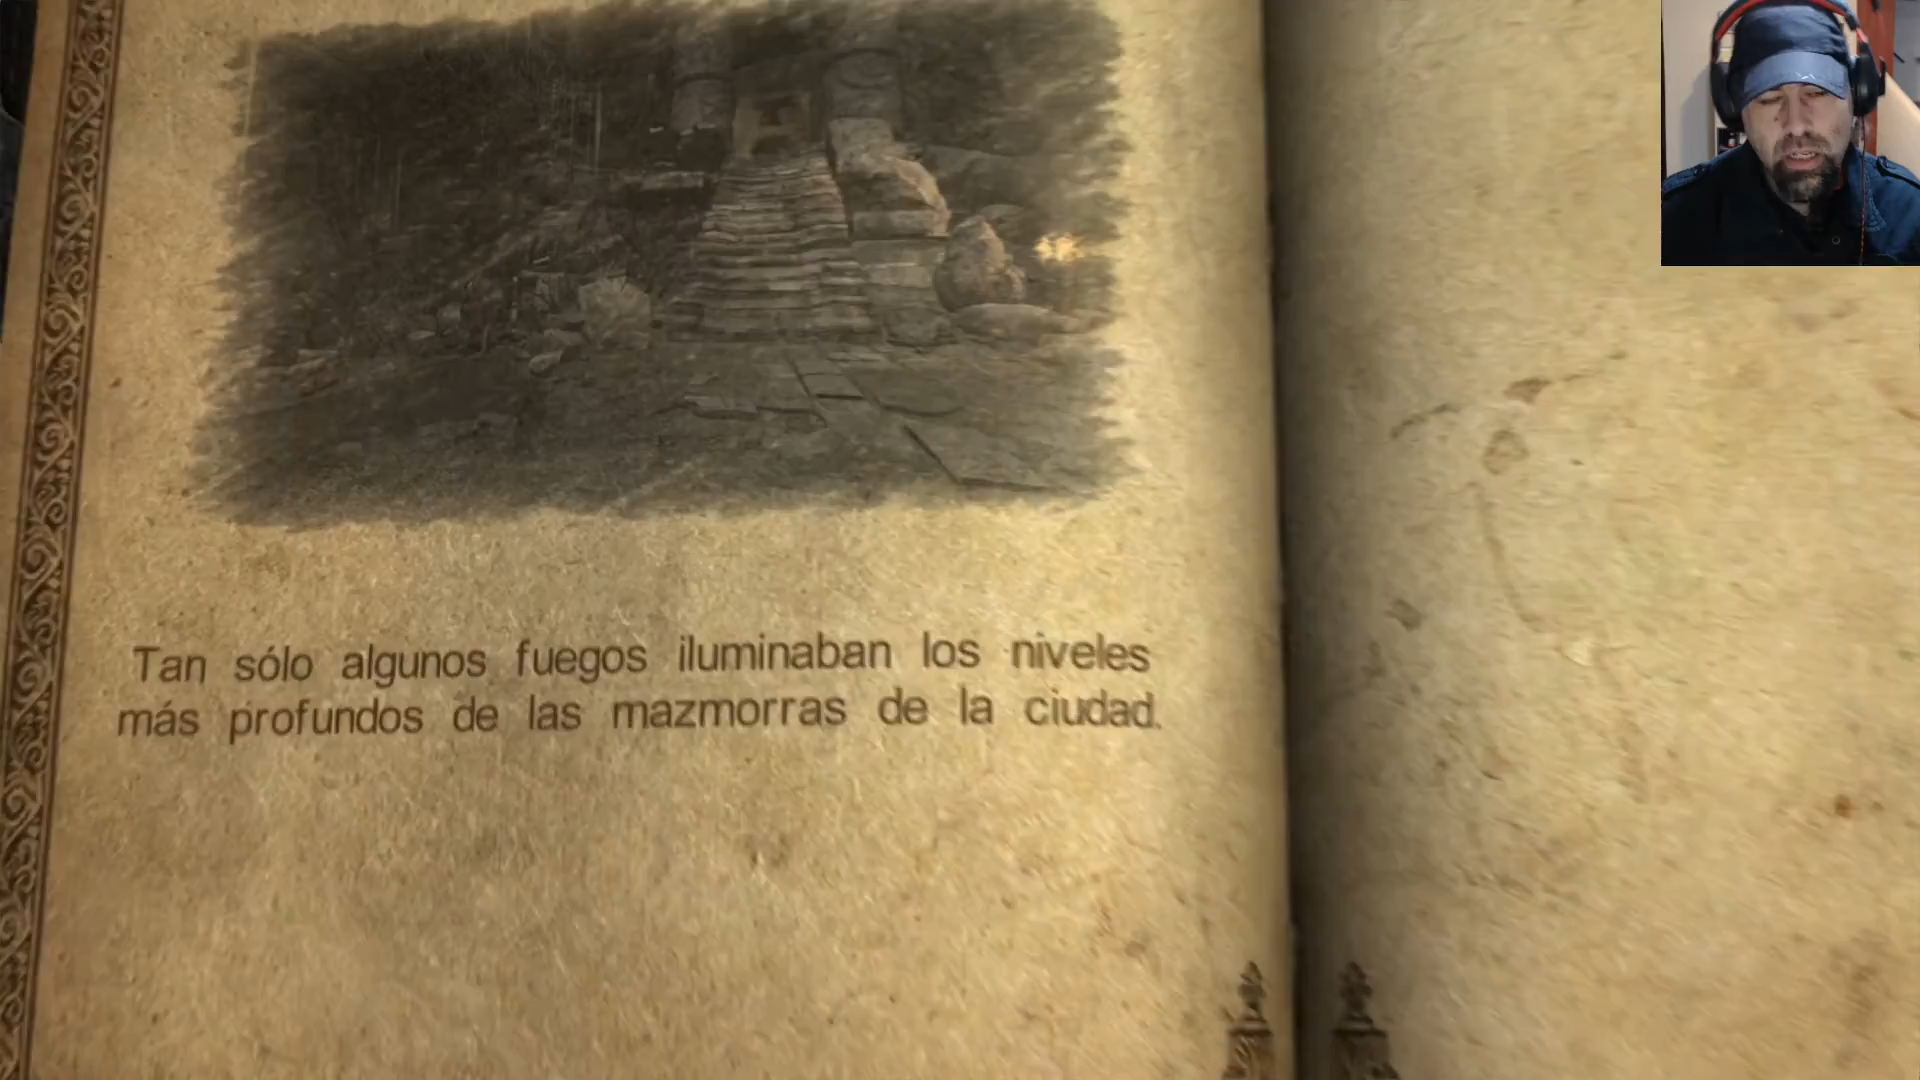 Tan sólo algunos fuegos iluminaban los niveles
más profundos de las mazmorras de la ciudad.